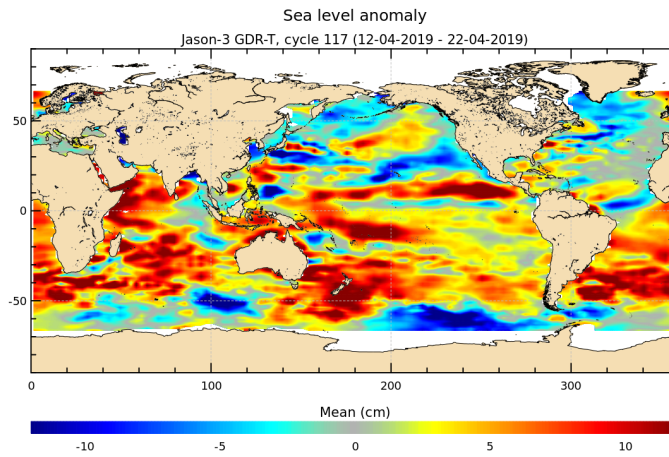 Sea level anomaly
Jason-3 GDR-T, cycle 117 (12-04-2019 - 22-04-2019)
50
0
-50
0 100 200 300
Mean (cm)
-10 -5 0 5 10